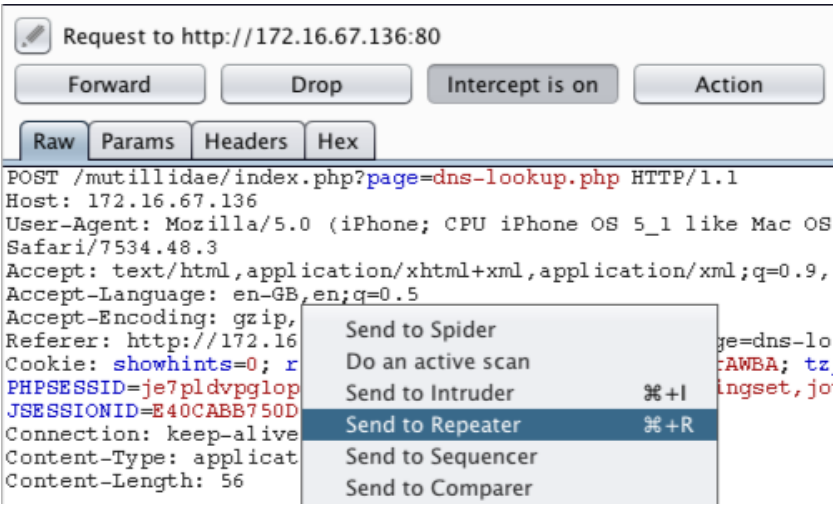 Request to http://172.16.67.136:80
Forward Drop Intercept is on Action
Raw Params Headers Hex
POST /mutillidae/index.php?page=dns-lookup.php HTTP/1.1
Host: 172.16.67.136
User-Agent: Mozilla/5.0 (iPhone; CPU iPhone OS 5_1 like Mac OS
Safari/7534.48.3
Accept: text/html,application/xhtml+xml,application/xml;q=0.9,
Accept-Language: en-GB,en;q=0.5
Accept-Encoding: gzip,
Referer: http://172.16 ge=dns-lo
Cookie: showhints=0; r AWBA; tz
PHPSESSID=je7pldvpglop ingset,jo
JSESSIONID=E40CABB750D
Connection: keep-alive
Content-Type: applicat
Content-Length: 56
Send to Spider
Do an active scan
Send to Intruder ⌘+I
Send to Repeater ⌘+R
Send to Sequencer
Send to Comparer